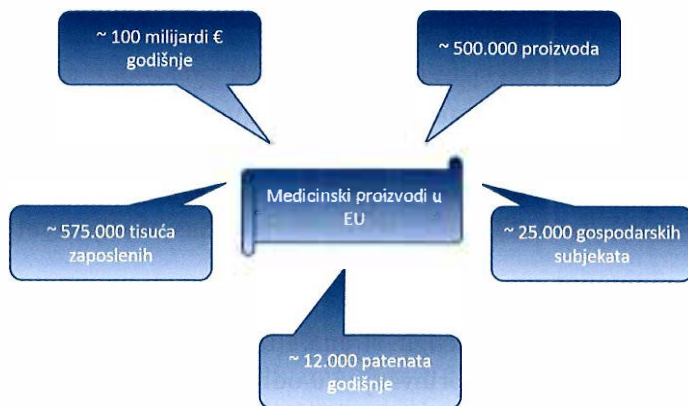 ~ 100 milijardi €
godišnje
~ 500.000 proizvoda
Medicinski proizvodi u
EU
~ 575.000 tisuća
zaposlenih
~ 25.000 gospodarskih
subjekata
~ 12.000 patenata
godišnje